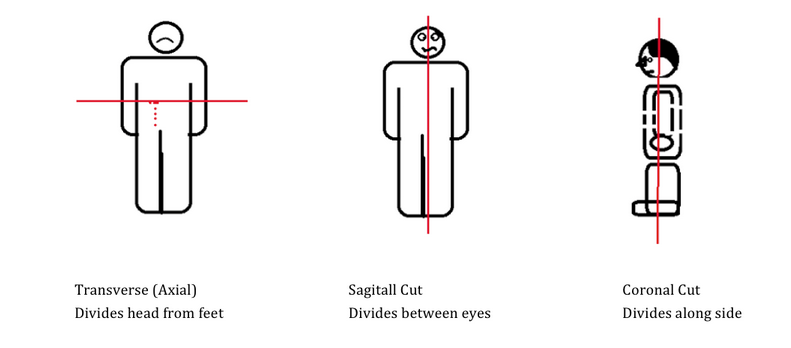 Transverse (Axial)
Divides head from feet
Sagitall Cut
Divides between eyes
Coronal Cut
Divides along side